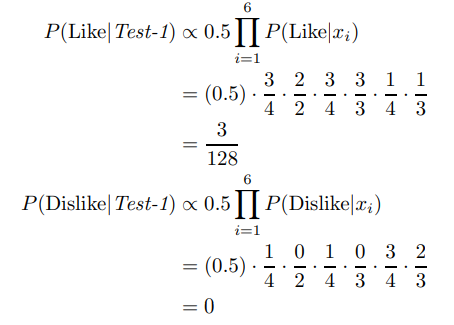 P(Like|Test-1) ∝ 0.5 ∏_{i=1}^{6} P(Like|x_i)
= (0.5) · 3/4 · 2/2 · 3/4 · 3/3 · 1/4 · 1/3
= 3/128
P(Dislike|Test-1) ∝ 0.5 ∏_{i=1}^{6} P(Dislike|x_i)
= (0.5) · 1/4 · 0/2 · 1/4 · 0/3 · 3/4 · 2/3
= 0